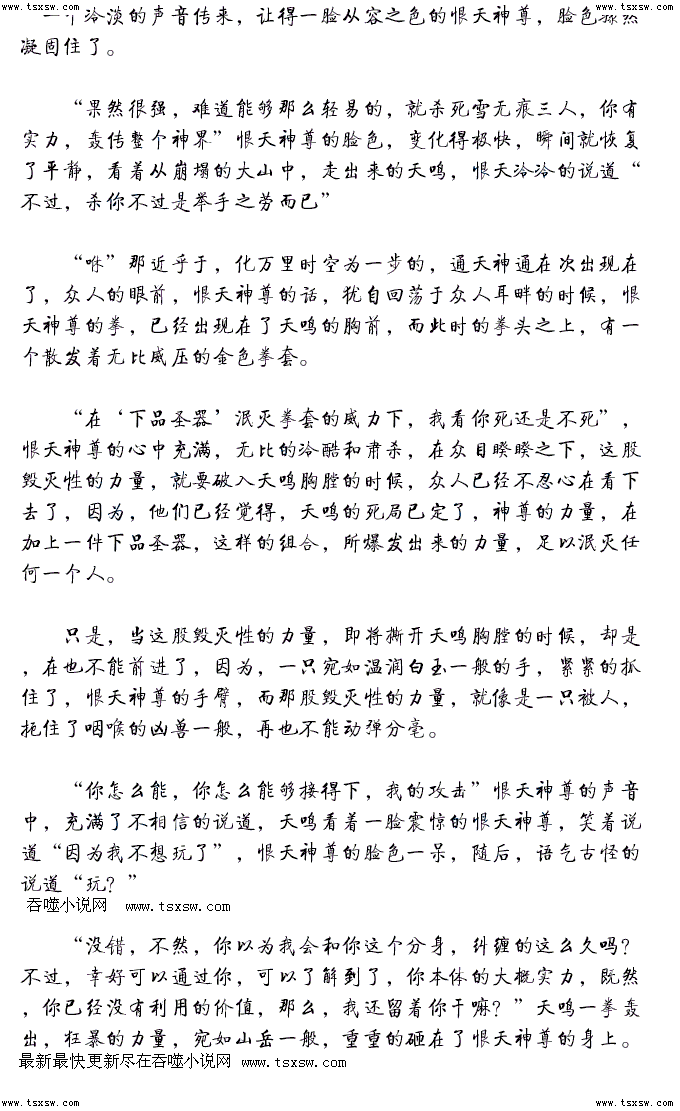 www.tsxsw.com www.tsxsw.com
一个冷淡的声音传来，让得一脸从容之色的恨天神尊，脸色骤然
凝固住了。
“果然很强，难道能够那么轻易的，就杀死雪无痕三人，你有
实力，轰传整个神界”恨天神尊的脸色，变化得极快，瞬间就恢复
了平静，看着从崩塌的大山中，走出来的天鸣，恨天冷冷的说道“
不过，杀你不过是举手之劳而已”
“咻”那近乎于，化万里时空为一步的，通天神通在次出现在
了，众人的眼前，恨天神尊的话，犹自回荡于众人耳畔的时候，恨
天神尊的拳，已经出现在了天鸣的胸前，而此时的拳头之上，有一
个散发着无比威压的金色拳套。
“在‘下品圣器’泯灭拳套的威力下，我看你死还是不死”，
恨天神尊的心中充满，无比的冷酷和肃杀，在众目睽睽之下，这股
毁灭性的力量，就要破入天鸣胸膛的时候，众人已经不忍心在看下
去了，因为，他们已经觉得，天鸣的死局已定了，神尊的力量，在
加上一件下品圣器，这样的组合，所爆发出来的力量，足以泯灭任
何一个人。
只是，当这股毁灭性的力量，即将撕开天鸣胸膛的时候，却是
，在也不能前进了，因为，一只宛如温润白玉一般的手，紧紧的抓
住了，恨天神尊的手臂，而那股毁灭性的力量，就像是一只被人，
扼住了咽喉的凶兽一般，再也不能动弹分毫。
“你怎么能，你怎么能够接得下，我的攻击”恨天神尊的声音
中，充满了不相信的说道，天鸣看着一脸震惊的恨天神尊，笑着说
道“因为我不想玩了”，恨天神尊的脸色一呆，随后，语气古怪的
说道“玩？”
吞噬小说网 www.tsxsw.com
“没错，不然，你以为我会和你这个分身，纠缠的这么久吗？
不过，幸好可以通过你，可以了解到了，你本体的大概实力，既然
，你已经没有利用的价值，那么，我还留着你干嘛？”天鸣一拳轰
出，狂暴的力量，宛如山岳一般，重重的砸在了恨天神尊的身上。
最新最快更新尽在吞噬小说网 www.tsxsw.com
www.tsxsw.com www.tsxsw.com